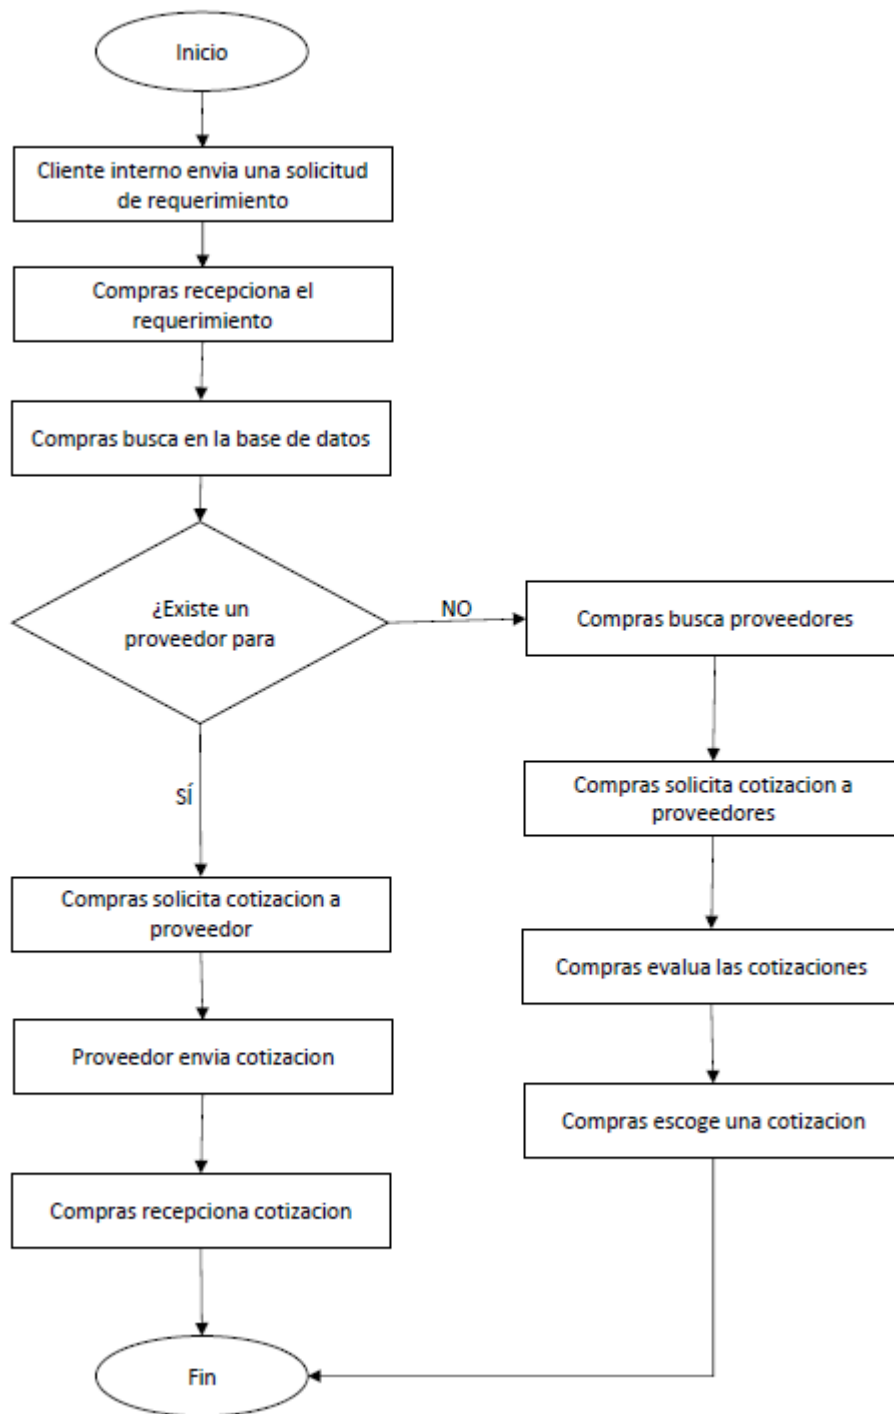 Inicio
Cliente interno envia una solicitud
de requerimiento
Compras recepciona el
requerimiento
Compras busca en la base de datos
¿Existe un
proveedor para
NO
Compras busca proveedores
SÍ
Compras solicita cotizacion a
proveedores
Compras solicita cotizacion a
proveedor
Compras evalua las cotizaciones
Proveedor envia cotizacion
Compras escoge una cotizacion
Compras recepciona cotizacion
Fin